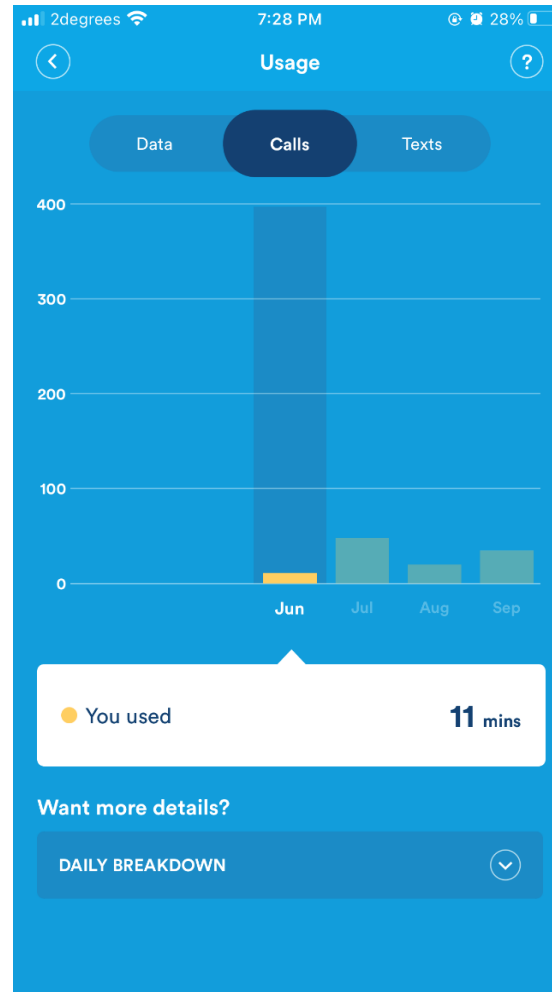 2degrees 7:28 PM 28%
Usage ?
Data Calls Texts
400
300
200
100
0
Jun Jul Aug Sep
You used 11 mins
Want more details?
DAILY BREAKDOWN